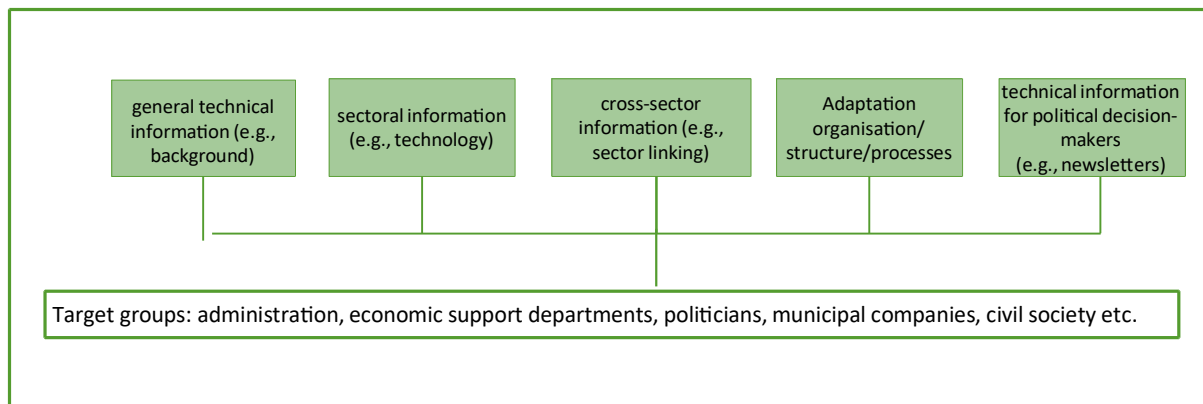 general technical
information (e.g.,
background)
sectoral information
(e.g., technology)
cross-sector
information (e.g.,
sector linking)
Adaptation
organisation/
structure/processes
technical information
for political decision-
makers
(e.g., newsletters)
Target groups: administration, economic support departments, politicians, municipal companies, civil society etc.